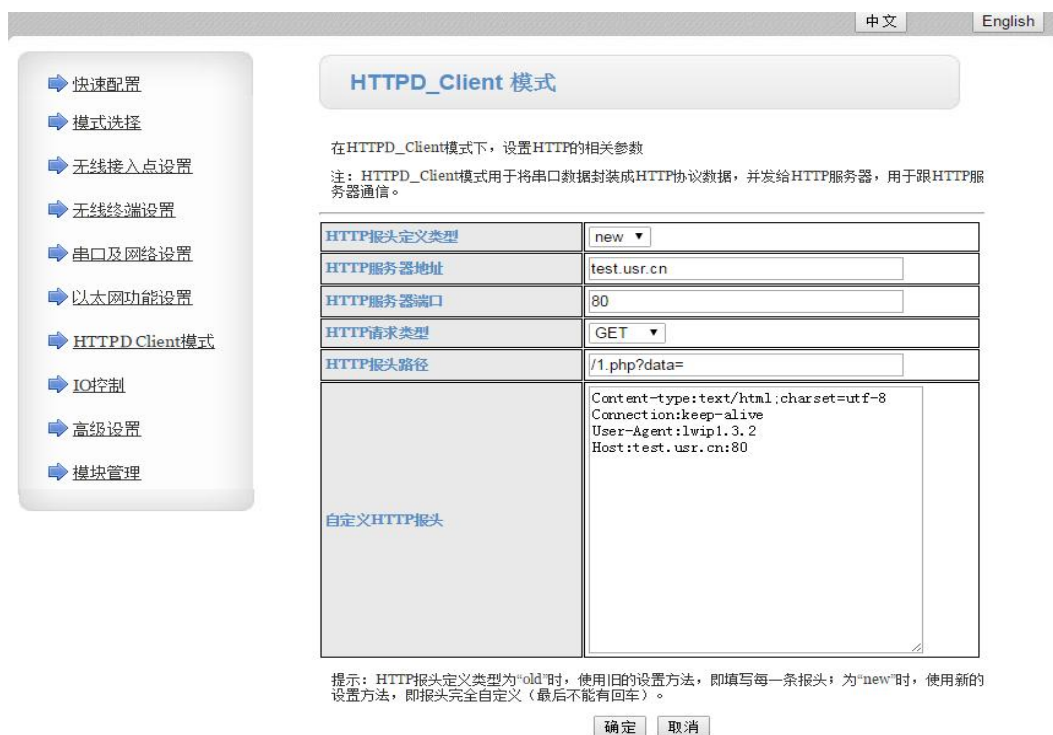 中文
English
快速配置
模式选择
无线接入点设置
无线终端设置
串口及网络设置
以太网功能设置
HTTPD Client模式
IO控制
高级设置
模块管理
HTTPD_Client 模式
在HTTPD_Client模式下，设置HTTP的相关参数
注：HTTPD_Client模式用于将串口数据封装成HTTP协议数据，并发给HTTP服务器，用于跟HTTP服
务器通信。
HTTP报头定义类型
new
HTTP服务器地址
test.usr.cn
HTTP服务器端口
80
HTTP请求类型
GET
HTTP报头路径
/1.php?data=
自定义HTTP报头
Content-type:text/html;charset=utf-8
Connection:keep-alive
User-Agent:lwip1.3.2
Host:test.usr.cn:80
提示：HTTP报头定义类型为“old”时，使用旧的设置方法，即填写每一条报头；为“new”时，使用新的
设置方法，即报头完全自定义（最后不能有回车）。
确定
取消